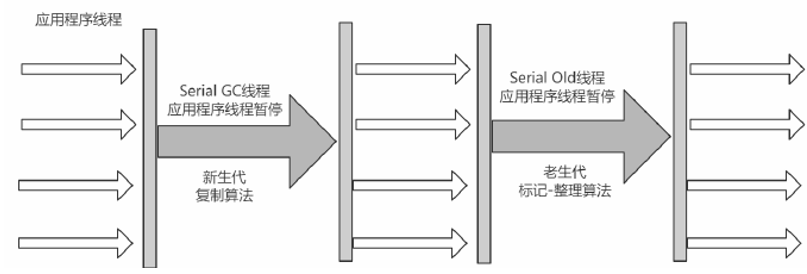 应用程序线程
Serial GC线程
应用程序线程暂停
新生代
复制算法
Serial Old线程
应用程序线程暂停
老生代
标记-整理算法